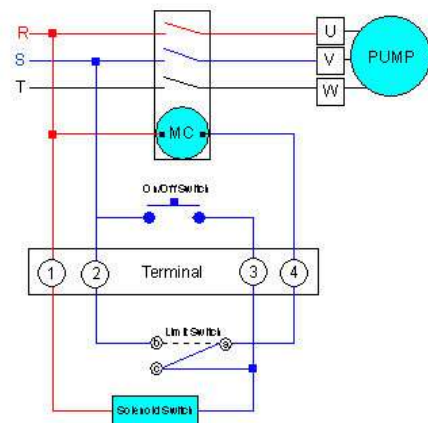 R
U
S
V
PUMP
T
W
MC
On/Off Switch
1
2
Terminal
3
4
Limit Switch
b
a
c
Solenoid Switch